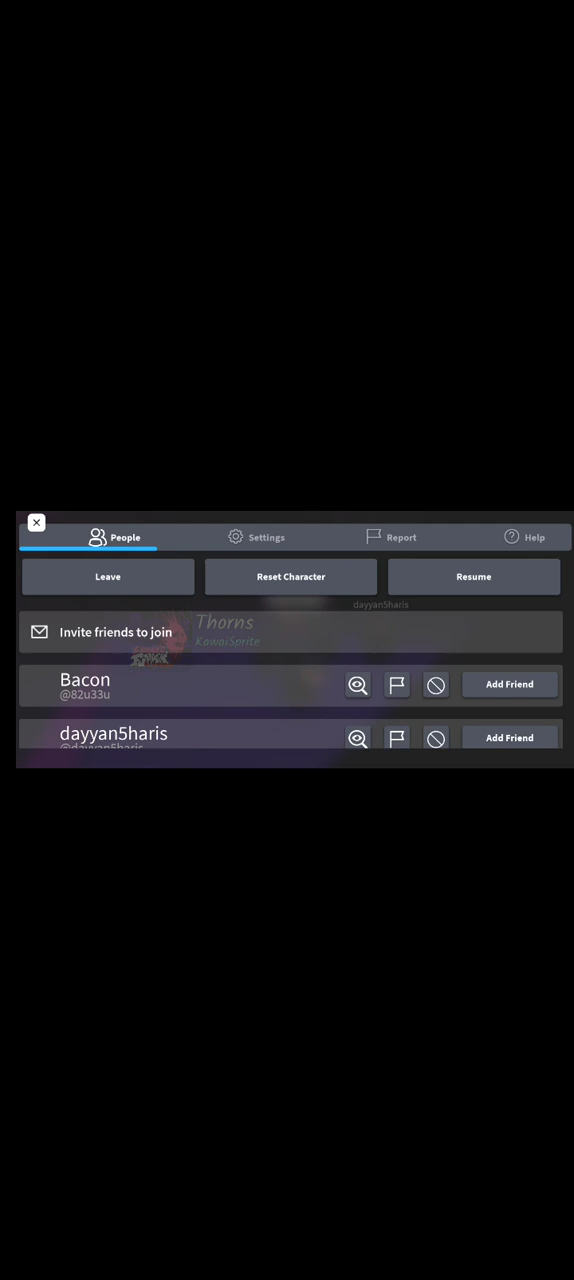 People
Settings
Report
Help
Leave
Reset Character
Resume
dayyan5haris
Thorns
KawaiSprite
Invite friends to join
Bacon
@82u33u
Add Friend
dayyan5haris
@dayyan5haris
Add Friend